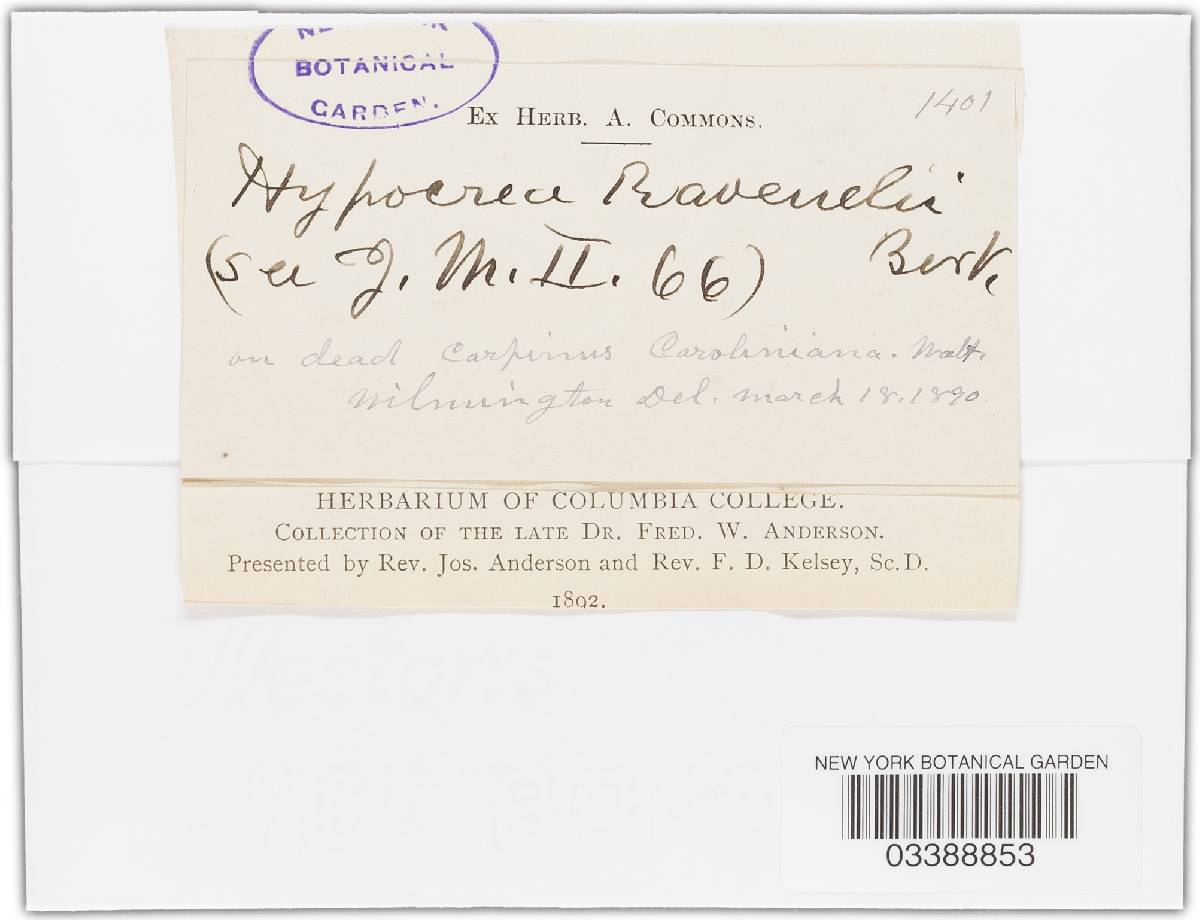 BOTANICAL
GARDEN.
Ex Herb. A. Commons.
1401
Hypocrea Ravenelii
(see J. M. II. 66) Berk.
on dead Carpinus Caroliniana. Walt.
Wilmington Del. march 18. 1890.
HERBARIUM OF COLUMBIA COLLEGE.
Collection of the late Dr. Fred. W. Anderson.
Presented by Rev. Jos. Anderson and Rev. F. D. Kelsey, Sc.D.
1892.
NEW YORK BOTANICAL GARDEN
03388853